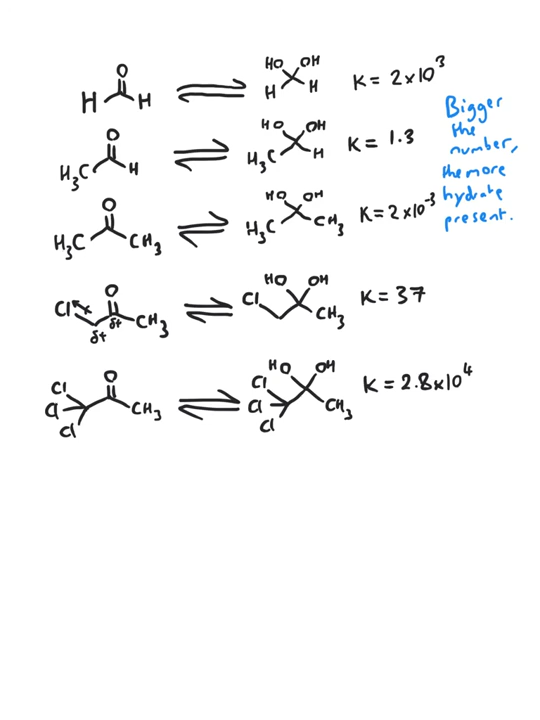 O HO OH
H H H H K = 2×10³
O HO OH
H₃C H H₃C H K = 1.3
O HO OH
H₃C CH₃ H₃C CH₃ K = 2×10⁻³
Bigger
the
number,
the more
hydrate
present.
O HO OH
Cl δ+ δ+ CH₃ Cl CH₃ K = 37
O HO OH
Cl Cl Cl CH₃ Cl Cl Cl CH₃ K = 2.8×10⁴